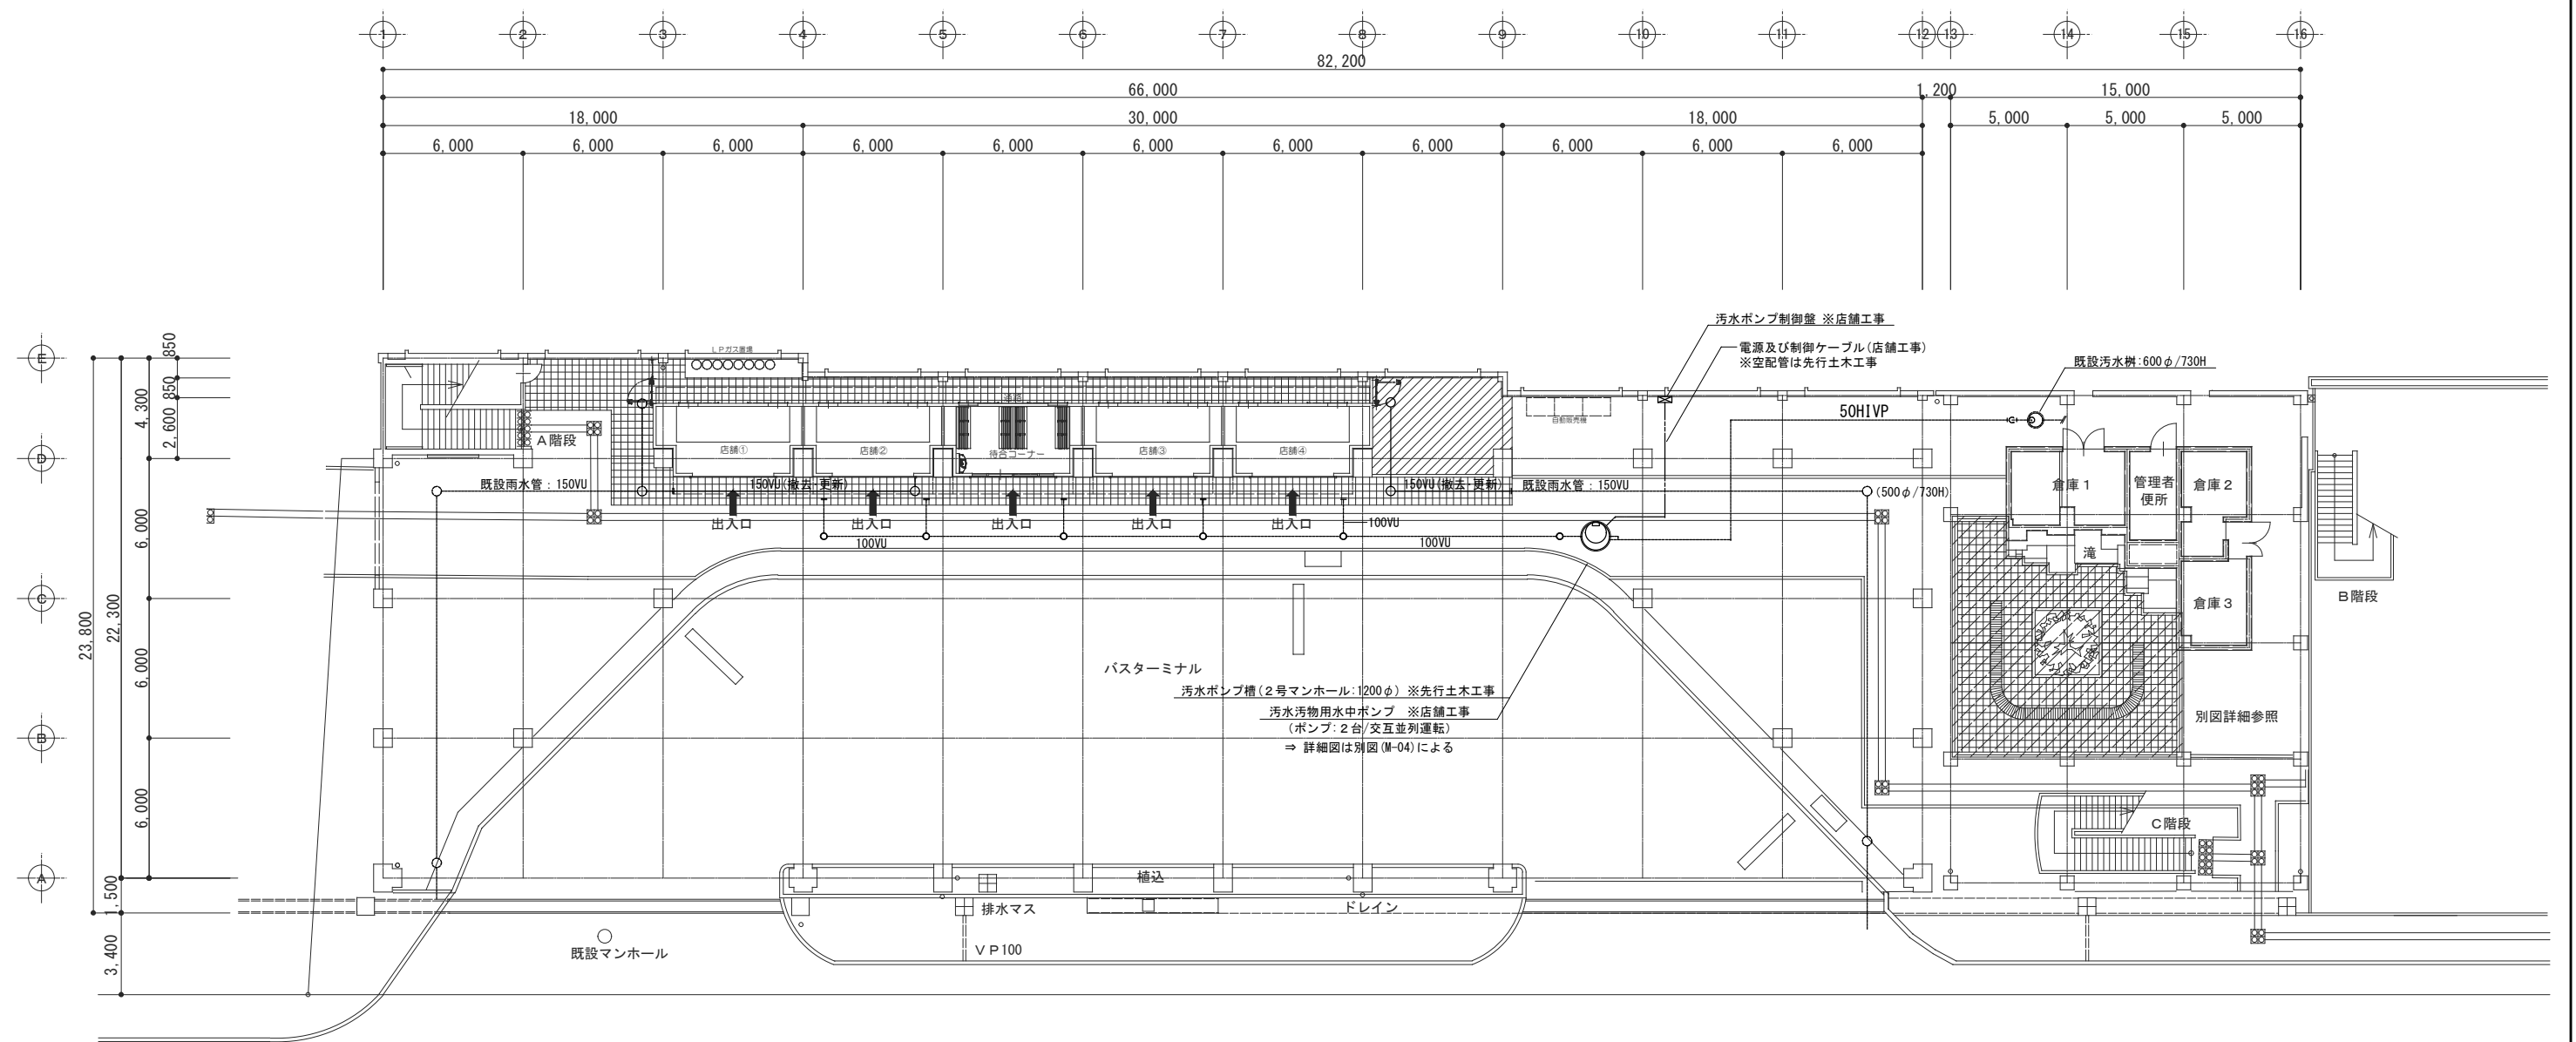 1 2 3 4 5 6 7 8 9 10 11 12 13 14 15 16
82,200
66,000 1,200 15,000
18,000 30,000 18,000 5,000 5,000 5,000
6,000 6,000 6,000 6,000 6,000 6,000 6,000 6,000 6,000 6,000 6,000
汚水ポンプ制御盤 ※店舗工事
電源及び制御ケーブル(店舗工事)
※空配管は先行土木工事
既設汚水桝:600φ/730H
E
D
C
B
A
850
850
2,600
4,300
6,000
6,000
6,000
22,300
23,800
1,500
3,400
LPガス置場
A階段
店舗①
店舗②
待合コーナー
店舗③
店舗④
自動販売機
50HIVP
既設雨水管：150VU
150VU(撤去・更新)
150VU(撤去・更新)
既設雨水管：150VU
(500φ/730H)
出入口
出入口
出入口
出入口
出入口
100VU
100VU
100VU
倉庫1
管理者
便所
倉庫2
滝
倉庫3
B階段
別図詳細参照
C階段
バスターミナル
汚水ポンプ槽(2号マンホール:1200φ) ※先行土木工事
汚水汚物用水中ポンプ ※店舗工事
(ポンプ:2台/交互並列運転)
⇒ 詳細図は別図(M-04)による
植込
排水マス
ドレイン
既設マンホール
VP100